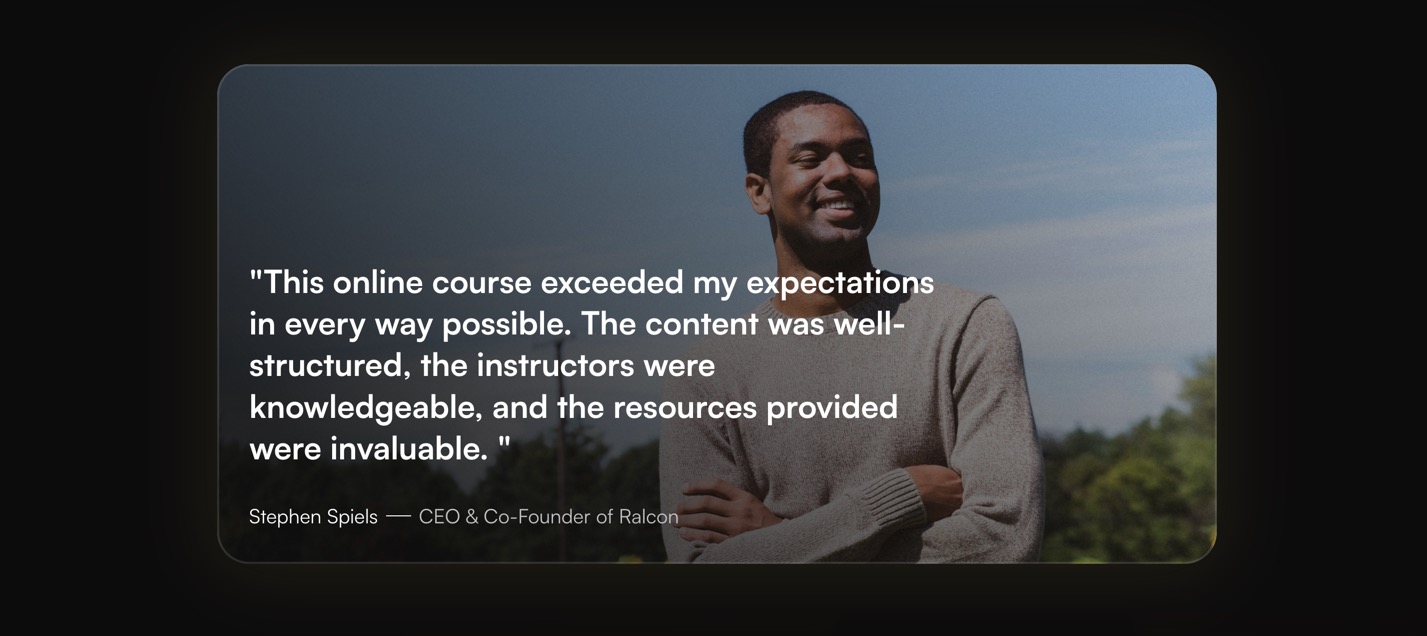 "This online course exceeded my expectations
in every way possible. The content was well-
structured, the instructors were
knowledgeable, and the resources provided
were invaluable. "
Stephen Spiels — CEO & Co-Founder of Ralcon